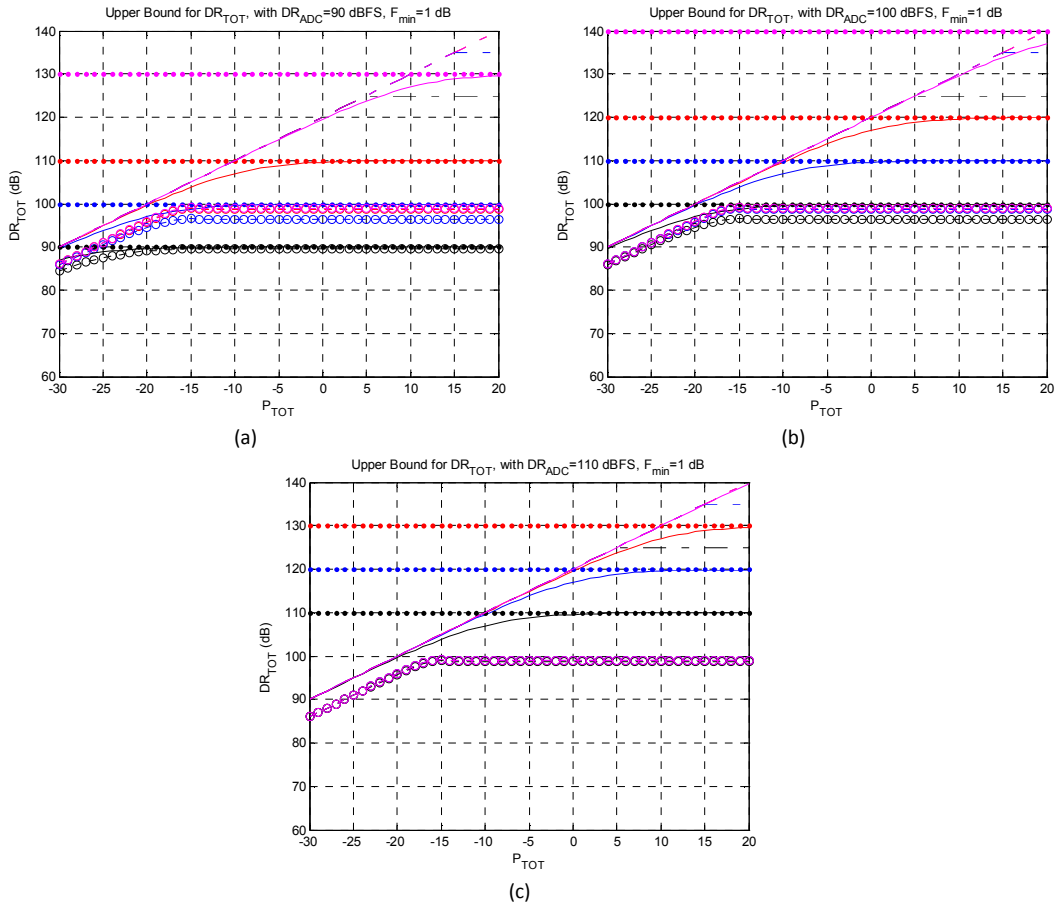 Upper Bound for DR_TOT, with DR_ADC=90 dBFS, F_min=1 dB
140
130
120
110
100
90
80
70
60
DR_TOT (dB)
-30 -25 -20 -15 -10 -5 0 5 10 15 20
P_TOT
(a)
Upper Bound for DR_TOT, with DR_ADC=100 dBFS, F_min=1 dB
140
130
120
110
100
90
80
70
60
DR_TOT (dB)
-30 -25 -20 -15 -10 -5 0 5 10 15 20
P_TOT
(b)
Upper Bound for DR_TOT, with DR_ADC=110 dBFS, F_min=1 dB
140
130
120
110
100
90
80
70
60
DR_TOT (dB)
-30 -25 -20 -15 -10 -5 0 5 10 15 20
P_TOT
(c)